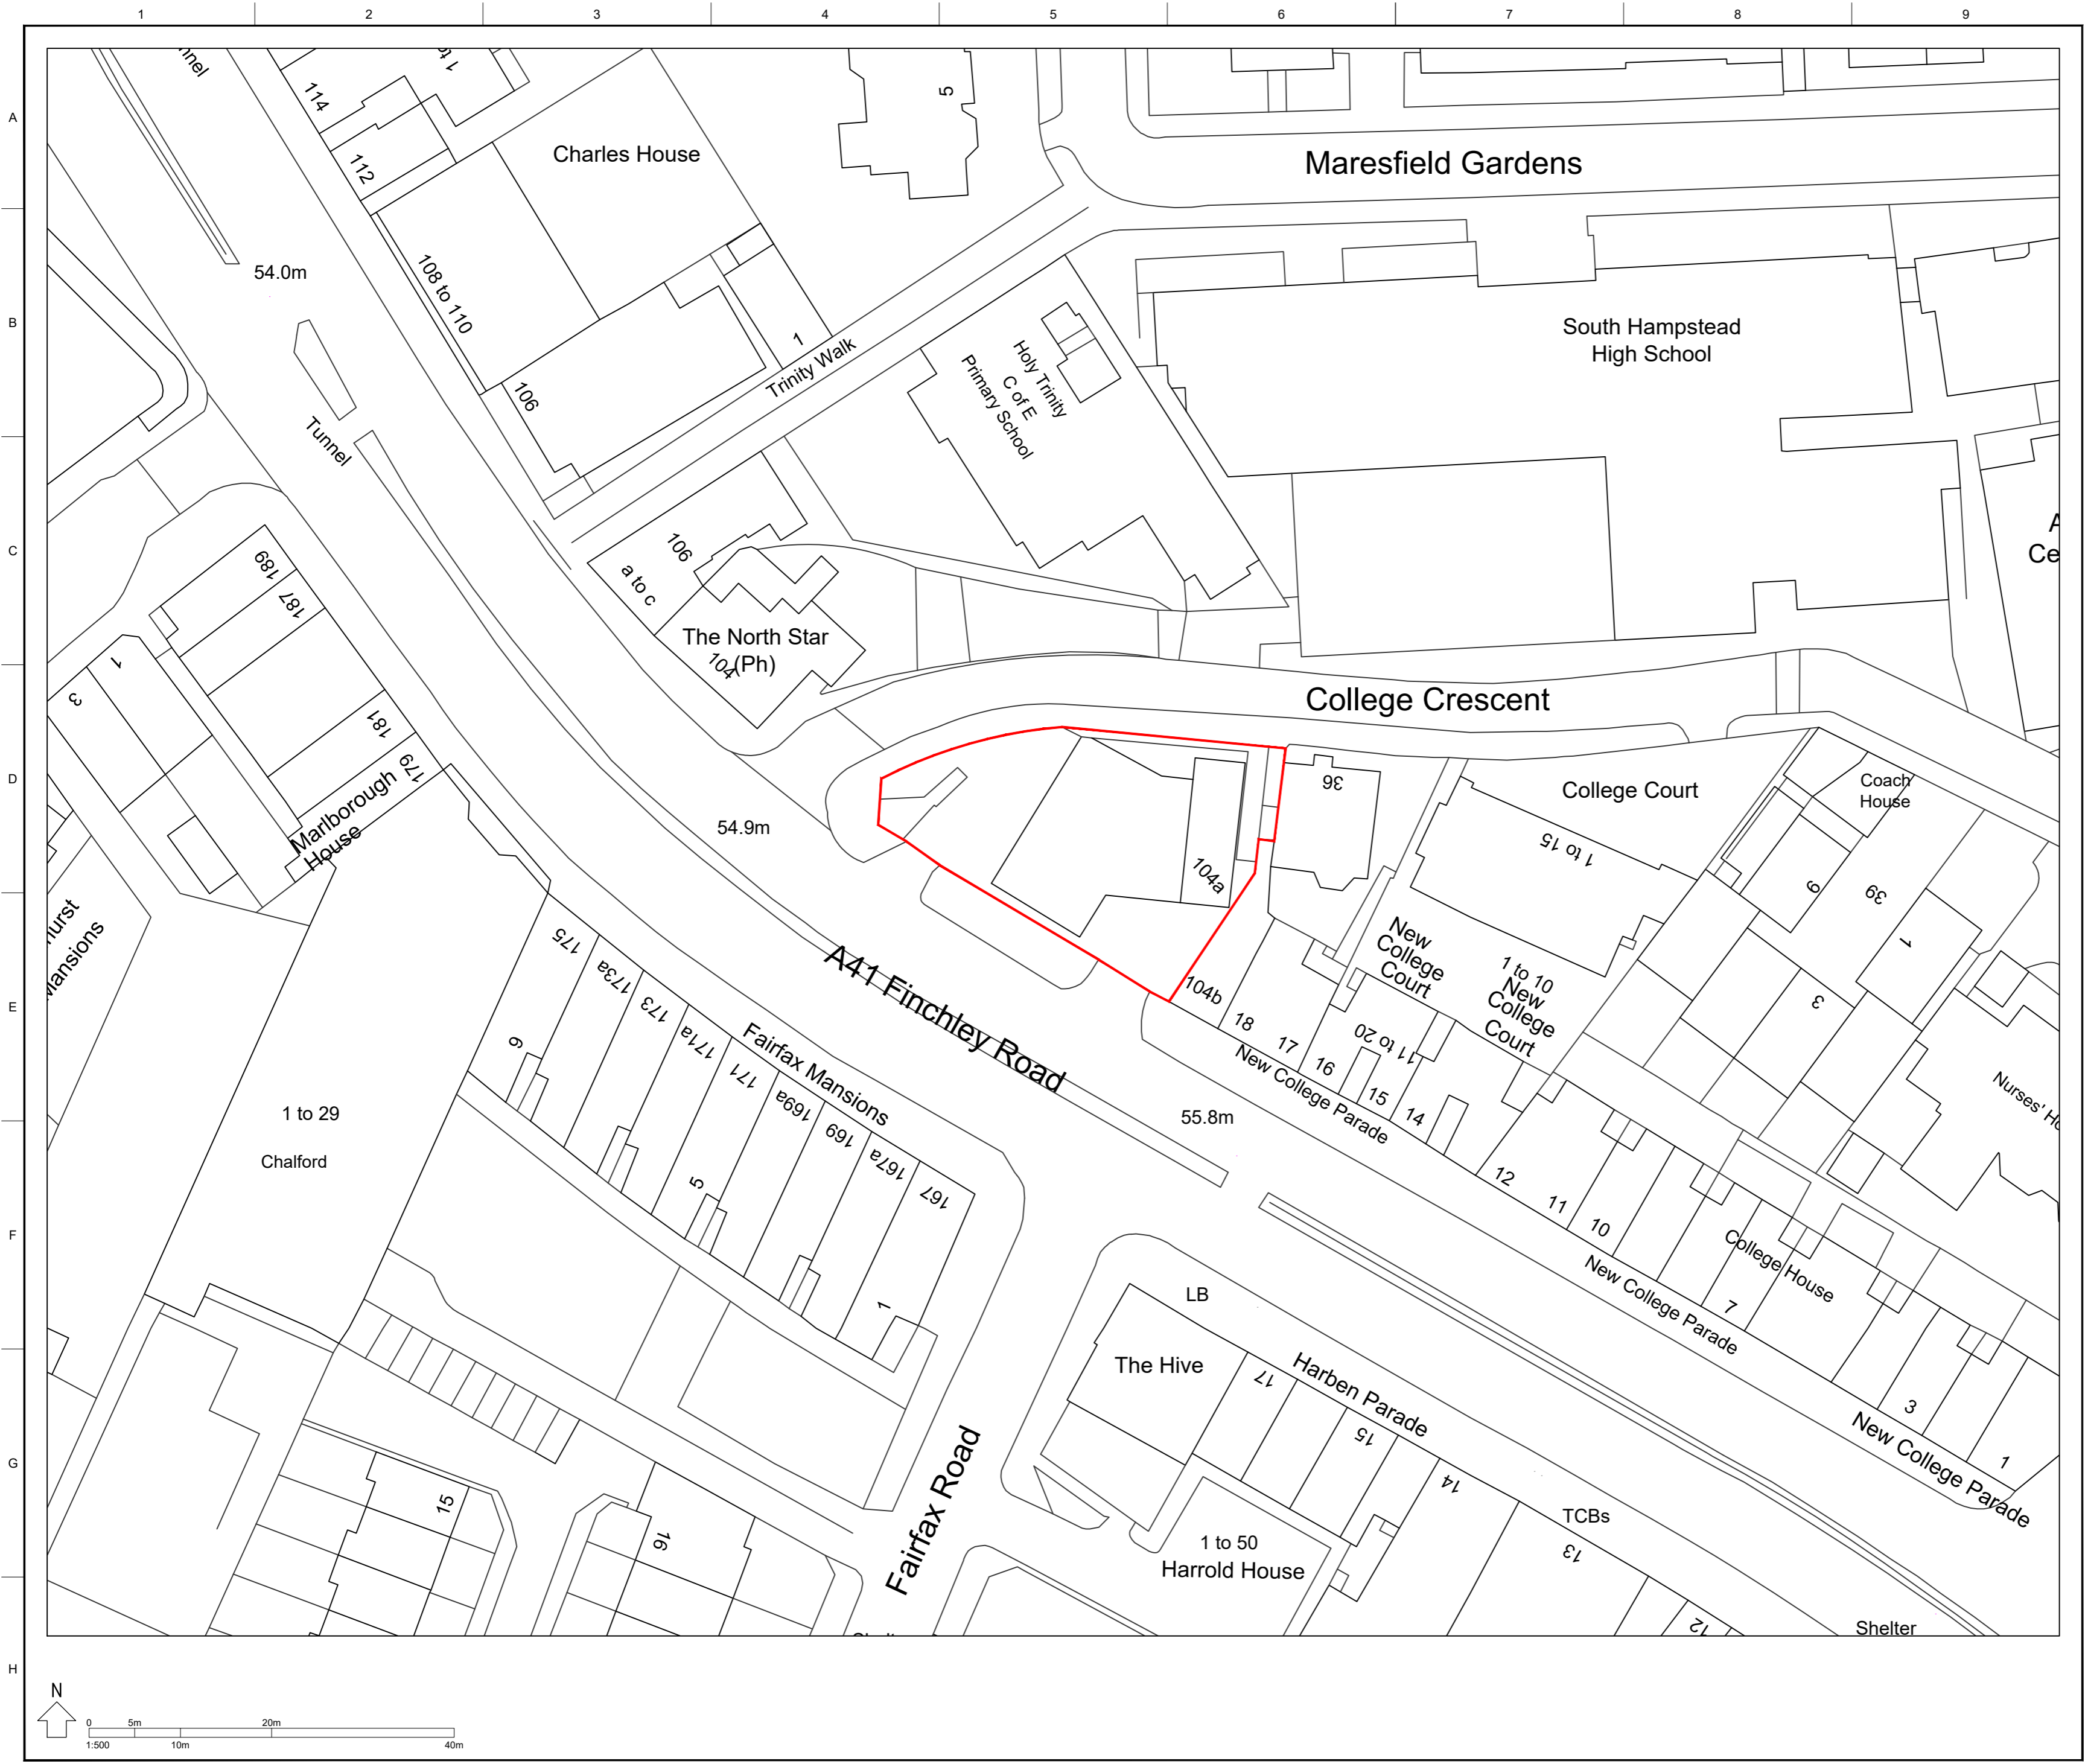 1 2 3 4 5 6 7 8 9
A
B
C
D
E
F
G
H
114
112
Charles House
5
Maresfield Gardens
54.0m
108 to 110
106
1
Trinity Walk
Holy Trinity
C of E
Primary School
South Hampstead
High School
Tunnel
189
187
181
179
1
3
Marlborough
House
106
a to c
The North Star
(Ph)
104
College Crescent
54.9m
104a
104b
36
College Court
1 to 15
Coach
House
9
39
1
3
Mansions
175
173a
173
171a
171
169a
169
167a
167
6
5
1
Fairfax Mansions
A41 Finchley Road
New
College
Court
1 to 10
New
College
Court
11 to 20
18
17
16
15
14
12
11
10
7
3
1
New College Parade
New College Parade
New College Parade
College House
55.8m
1 to 29
Chalford
LB
The Hive
Harben Parade
17
15
14
13
12
TCBs
Shelter
1 to 50
Harrold House
Fairfax Road
15
16
Nurses'
N
0 5m 20m
1:500 10m 40m